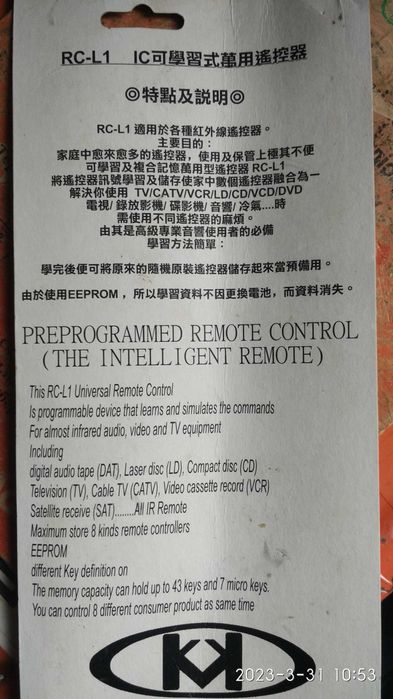 RC-L1 IC可學習式萬用遙控器
◎特點及説明◎
RC-L1 適用於各種紅外線遙控器。
主要目的：
家庭中愈來愈多的遙控器，使用及保管上極其不便
可學習及複合記憶萬用型遙控器 RC-L1
將遙控器訊號學習及儲存使家中數個遙控器融合為一
解決你使用 TV/CATV/VCR/LD/CD/VCD/DVD
電視/ 錄放影機/ 碟影機/ 音響/ 冷氣....時
需使用不同遙控器的麻煩。
由其是高級專業音響使用者的必備
學習方法簡單：
學完後便可將原來的隨機原裝遙控器儲存起來當預備用。
由於使用EEPROM，所以學習資料不因更換電池，而資料消失。
PREPROGRAMMED REMOTE CONTROL
(THE INTELLIGENT REMOTE)
This RC-L1 Universal Remote Control
Is programmable device that learns and simulates the commands
For almost infrared audio, video and TV equipment
Including
digital audio tape (DAT), Laser disc (LD), Compact disc (CD)
Television (TV), Cable TV (CATV), Video cassette record (VCR)
Satellite receive (SAT)........All IR Remote
Maximum store 8 kinds remote controllers
EEPROM
different Key definition on
The memory capacity can hold up to 43 keys and 7 micro keys.
You can control 8 different consumer product as same time
2023-3-31 10:53